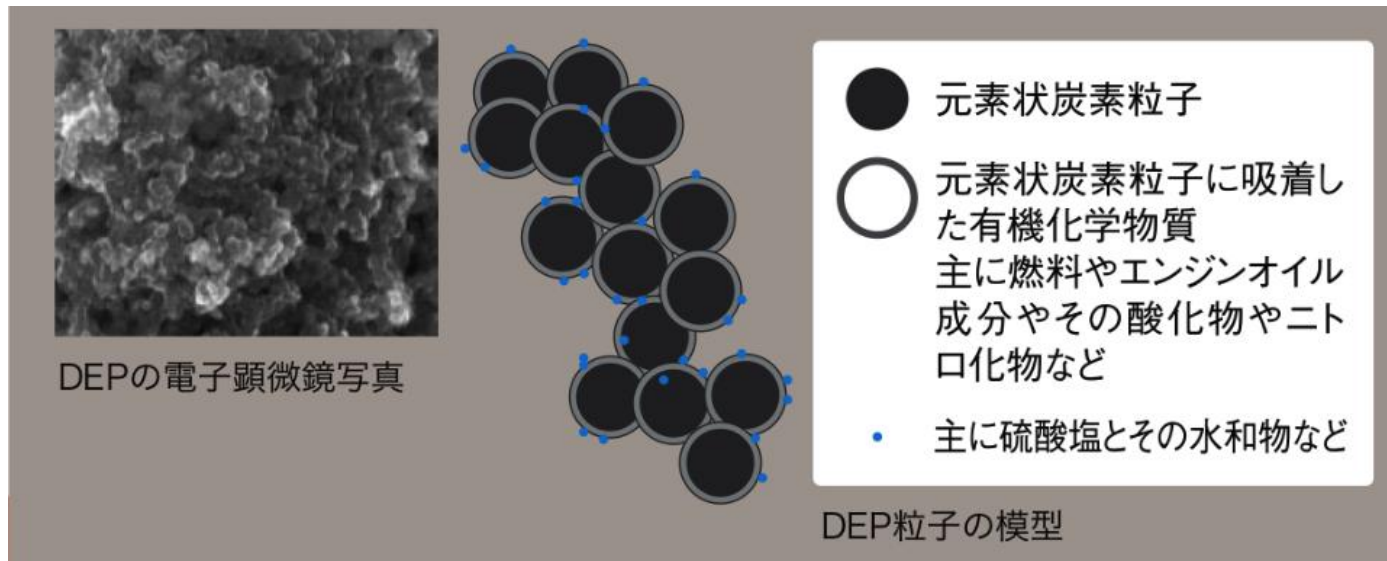 DEPの電子顕微鏡写真
元素状炭素粒子
元素状炭素粒子に吸着し
た有機化学物質
主に燃料やエンジンオイル
成分やその酸化物やニト
ロ化物など
主に硫酸塩とその水和物など
DEP粒子の模型